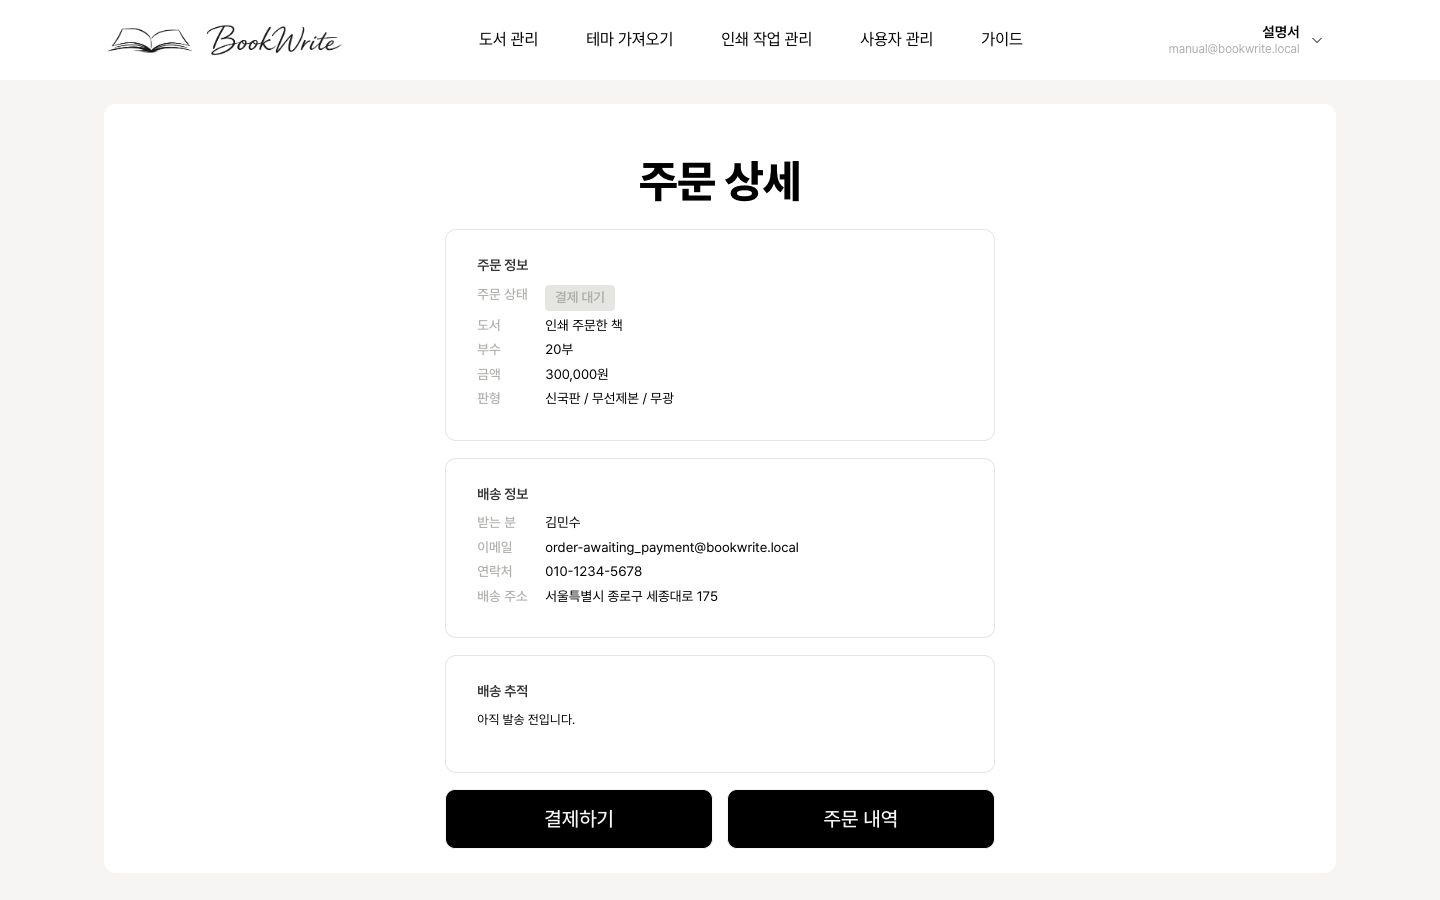 BookWrite
도서 관리
테마 가져오기
인쇄 작업 관리
사용자 관리
가이드
설명서
manual@bookwrite.local
주문 상세
주문 정보
주문 상태 결제 대기
도서 인쇄 주문한 책
부수 20부
금액 300,000원
판형 신국판 / 무선제본 / 무광
배송 정보
받는 분 김민수
이메일 order-awaiting_payment@bookwrite.local
연락처 010-1234-5678
배송 주소 서울특별시 종로구 세종대로 175
배송 추적
아직 발송 전입니다.
결제하기
주문 내역